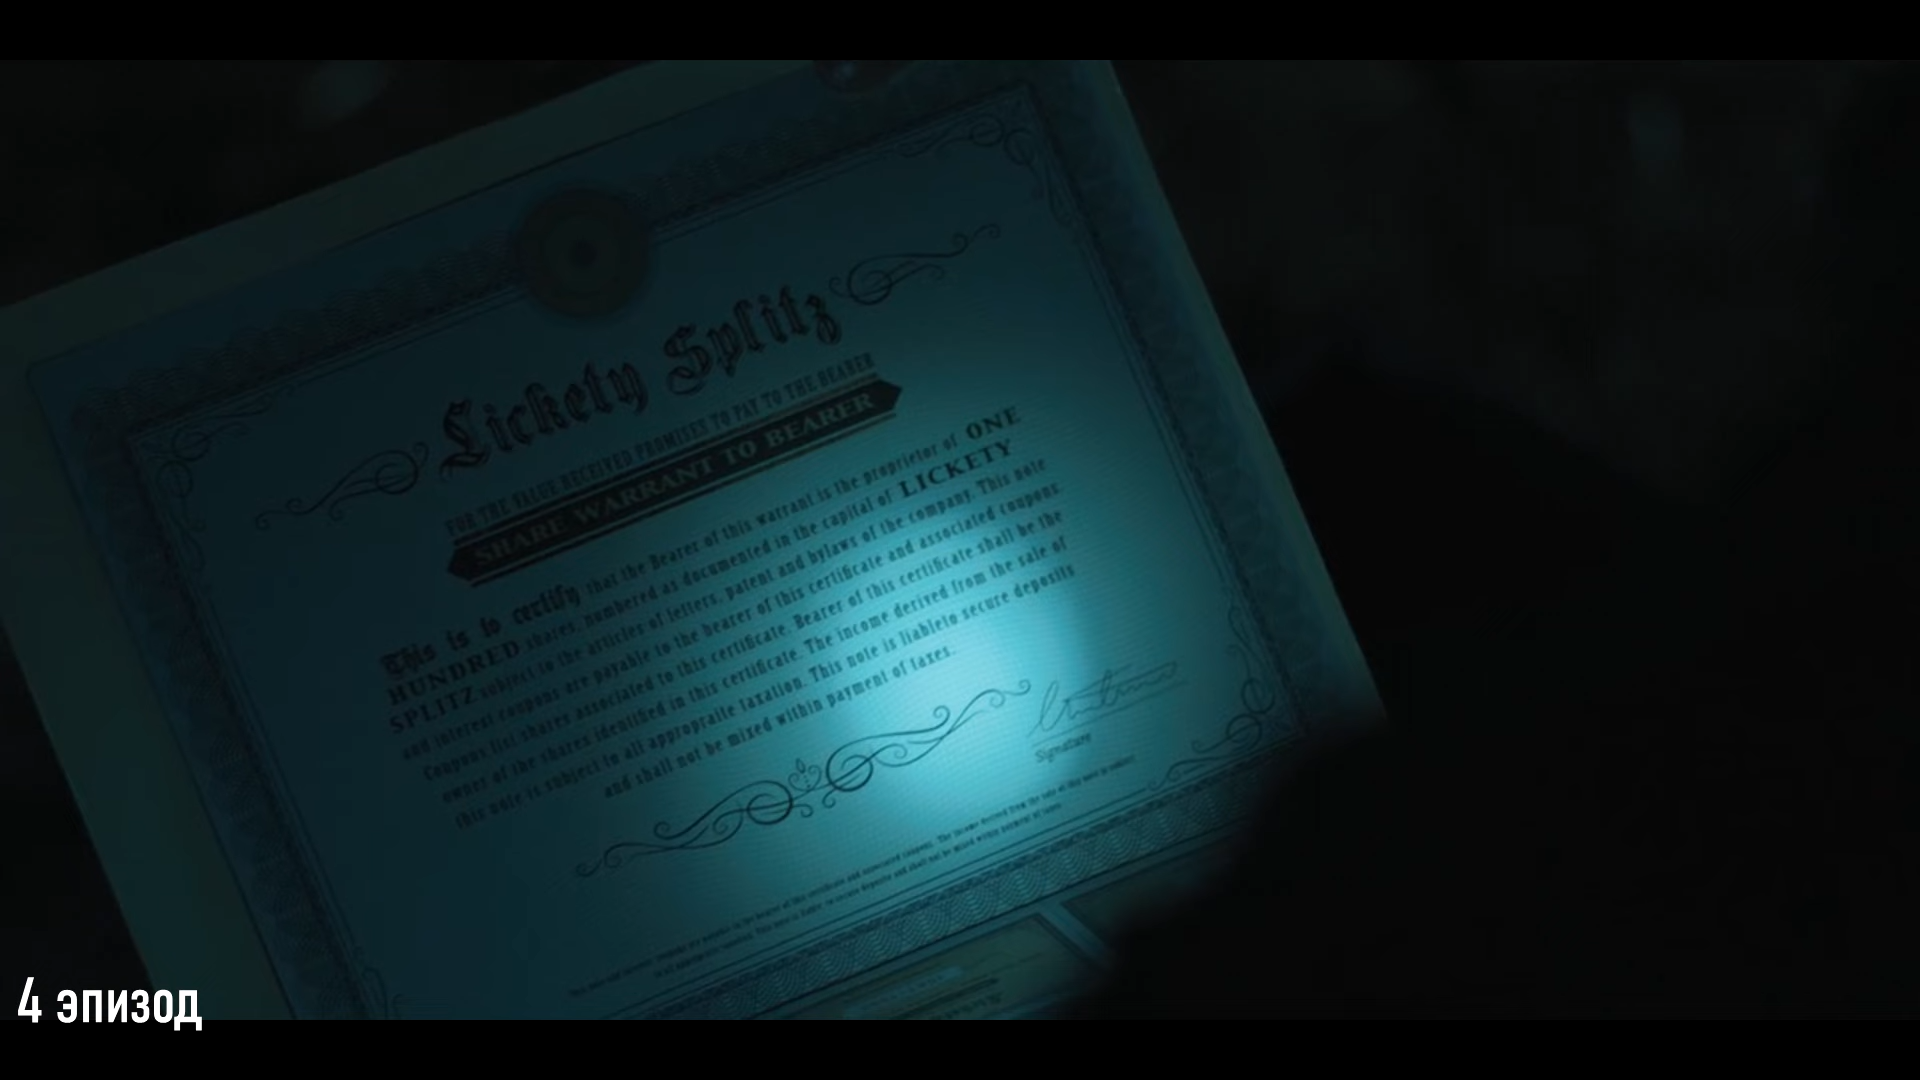 Lickety Splitz
FOR THE VALUE RECEIVED PROMISES TO PAY TO THE BEARER
SHARE WARRANT TO BEARER
This is to certify that the Bearer of this warrant is the proprietor of ONE
HUNDRED shares, numbered as documented in the capital of LICKETY
SPLITZ subject to the articles of letters, patent and bylaws of the company. This note
and interest coupons are payable to the bearer of this certificate and associated coupons.
Coupons list shares associated to this certificate. Bearer of this certificate shall be the
owner of the shares identified in this certificate. The income derived from the sale of
this note is subject to all appropraite taxation. This note is liableto secure deposits
and shall not be mixed within payment of taxes.
Signature
4 эпизод